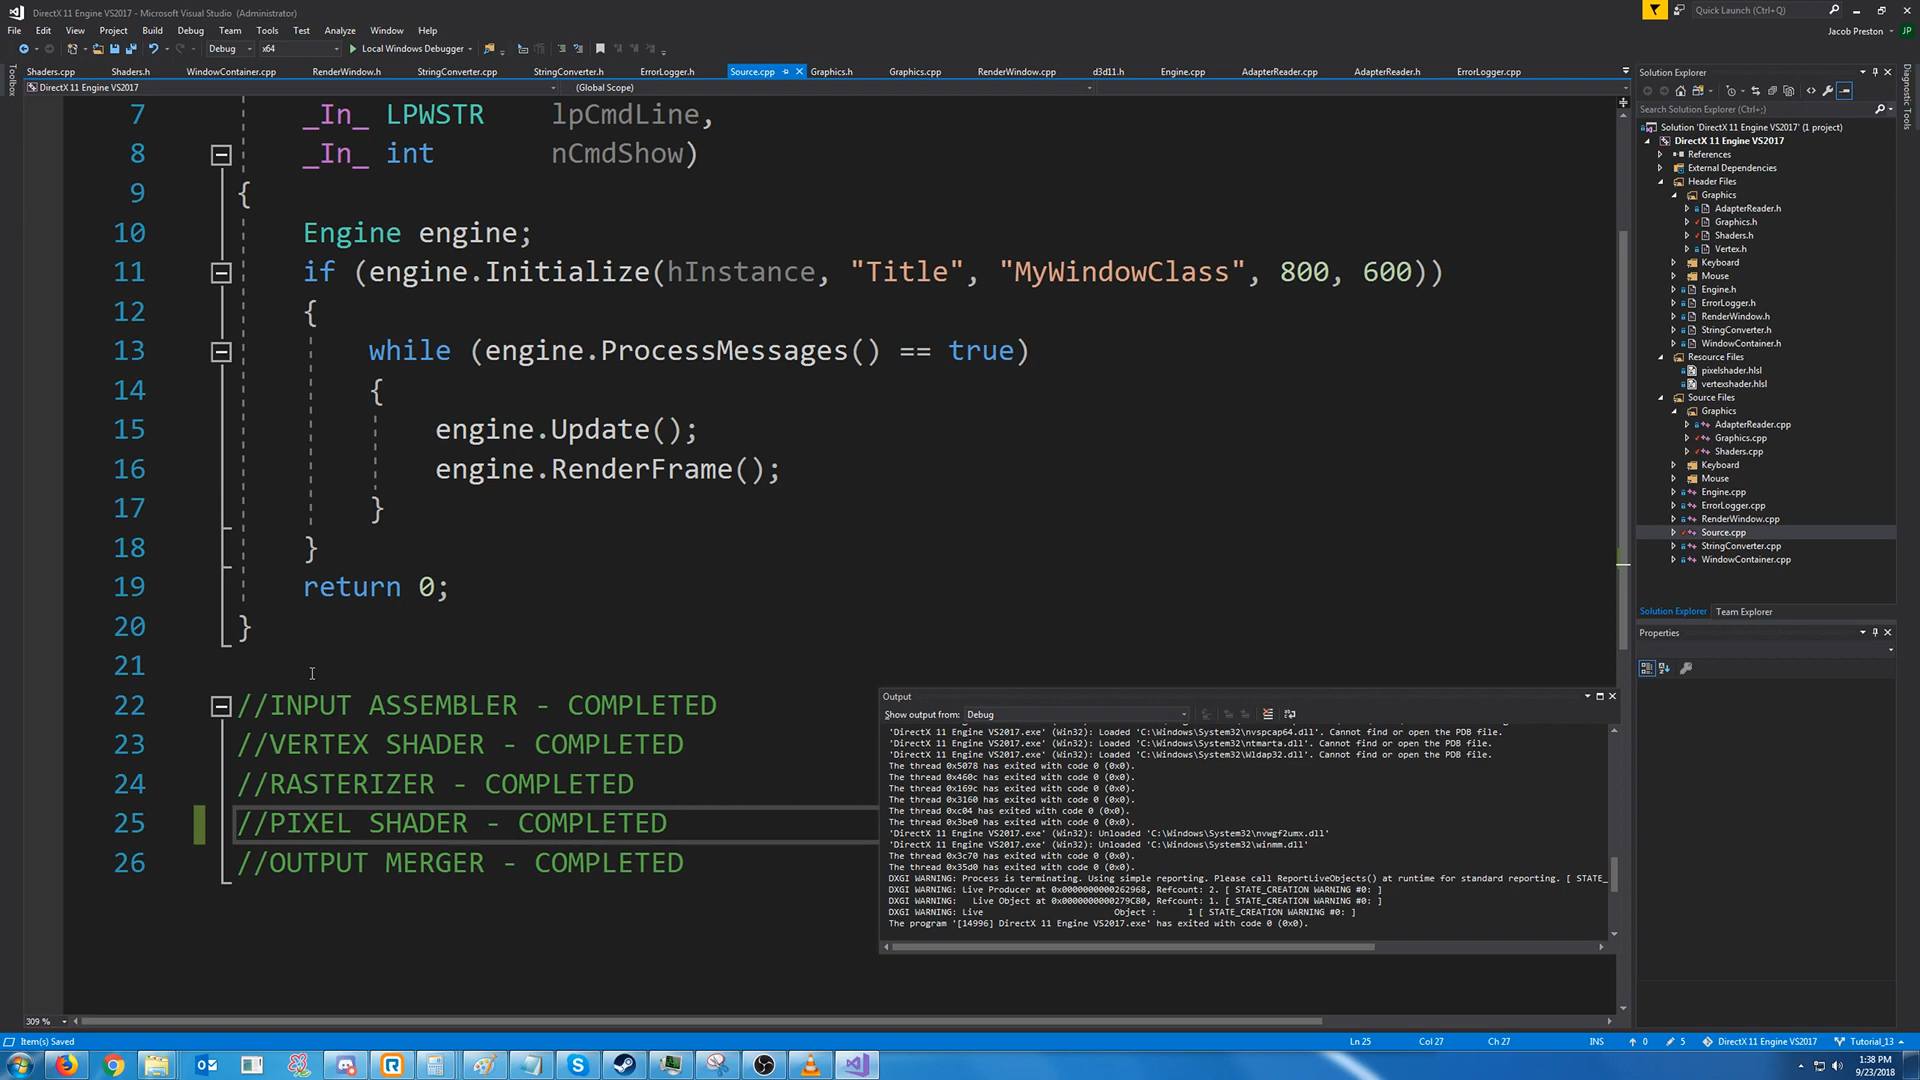 DirectX 11 Engine VS2017 - Microsoft Visual Studio (Administrator)
Quick Launch (Ctrl+Q)
File Edit View Project Build Debug Team Tools Test Analyze Window Help
Jacob Preston JP
Debug x64 Local Windows Debugger
Toolbox
Shaders.cpp Shaders.h WindowContainer.cpp RenderWindow.h StringConverter.cpp StringConverter.h ErrorLogger.h Source.cpp Graphics.h Graphics.cpp RenderWindow.cpp d3d11.h Engine.cpp AdapterReader.cpp AdapterReader.h ErrorLogger.cpp
DirectX 11 Engine VS2017 (Global Scope)
7 _In_ LPWSTR lpCmdLine,
8 _In_ int nCmdShow)
9 {
10 Engine engine;
11 if (engine.Initialize(hInstance, "Title", "MyWindowClass", 800, 600))
12 {
13 while (engine.ProcessMessages() == true)
14 {
15 engine.Update();
16 engine.RenderFrame();
17 }
18 }
19 return 0;
20 }
21
22 //INPUT ASSEMBLER - COMPLETED
23 //VERTEX SHADER - COMPLETED
24 //RASTERIZER - COMPLETED
25 //PIXEL SHADER - COMPLETED
26 //OUTPUT MERGER - COMPLETED
Output
Show output from: Debug
'DirectX 11 Engine VS2017.exe' (Win32): Loaded 'C:\Windows\System32\nvspcap64.dll'. Cannot find or open the PDB file.
'DirectX 11 Engine VS2017.exe' (Win32): Loaded 'C:\Windows\System32\ntmarta.dll'. Cannot find or open the PDB file.
'DirectX 11 Engine VS2017.exe' (Win32): Loaded 'C:\Windows\System32\Wldap32.dll'. Cannot find or open the PDB file.
The thread 0x5078 has exited with code 0 (0x0).
The thread 0x460c has exited with code 0 (0x0).
The thread 0x169c has exited with code 0 (0x0).
The thread 0x3160 has exited with code 0 (0x0).
The thread 0xc04 has exited with code 0 (0x0).
The thread 0x3be0 has exited with code 0 (0x0).
'DirectX 11 Engine VS2017.exe' (Win32): Unloaded 'C:\Windows\System32\nvwgf2umx.dll'
'DirectX 11 Engine VS2017.exe' (Win32): Unloaded 'C:\Windows\System32\winmm.dll'
The thread 0x3c70 has exited with code 0 (0x0).
The thread 0x35d0 has exited with code 0 (0x0).
DXGI WARNING: Process is terminating. Using simple reporting. Please call ReportLiveObjects() at runtime for standard reporting. [ STATE_
DXGI WARNING: Live Producer at 0x0000000000262968, Refcount: 2. [ STATE_CREATION WARNING #0: ]
DXGI WARNING: Live Object at 0x0000000000279C80, Refcount: 1. [ STATE_CREATION WARNING #0: ]
DXGI WARNING: Live Object : 1 [ STATE_CREATION WARNING #0: ]
The program '[14996] DirectX 11 Engine VS2017.exe' has exited with code 0 (0x0).
309 %
Solution Explorer
Search Solution Explorer (Ctrl+;)
Solution 'DirectX 11 Engine VS2017' (1 project)
DirectX 11 Engine VS2017
References
External Dependencies
Header Files
Graphics
AdapterReader.h
Graphics.h
Shaders.h
Vertex.h
Keyboard
Mouse
Engine.h
ErrorLogger.h
RenderWindow.h
StringConverter.h
WindowContainer.h
Resource Files
pixelshader.hlsl
vertexshader.hlsl
Source Files
Graphics
AdapterReader.cpp
Graphics.cpp
Shaders.cpp
Keyboard
Mouse
Engine.cpp
ErrorLogger.cpp
RenderWindow.cpp
Source.cpp
StringConverter.cpp
WindowContainer.cpp
Solution Explorer Team Explorer
Properties
Diagnostic Tools
Item(s) Saved
Ln 25 Col 27 Ch 27 INS 0 5 DirectX 11 Engine VS2017 Tutorial_13
1:38 PM
9/23/2018